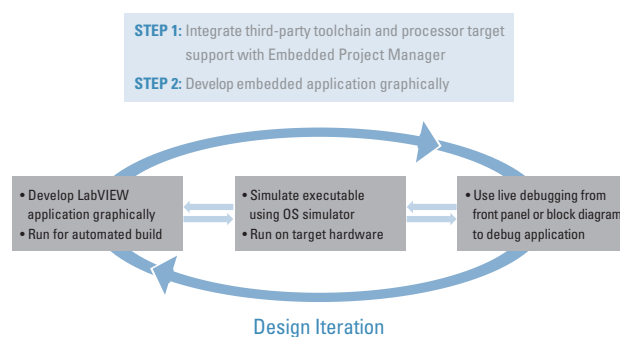 STEP 1: Integrate third-party toolchain and processor target
support with Embedded Project Manager
STEP 2: Develop embedded application graphically
• Develop LabVIEW
application graphically
• Run for automated build
• Simulate executable
using OS simulator
• Run on target hardware
• Use live debugging from
front panel or block diagram
to debug application
Design Iteration